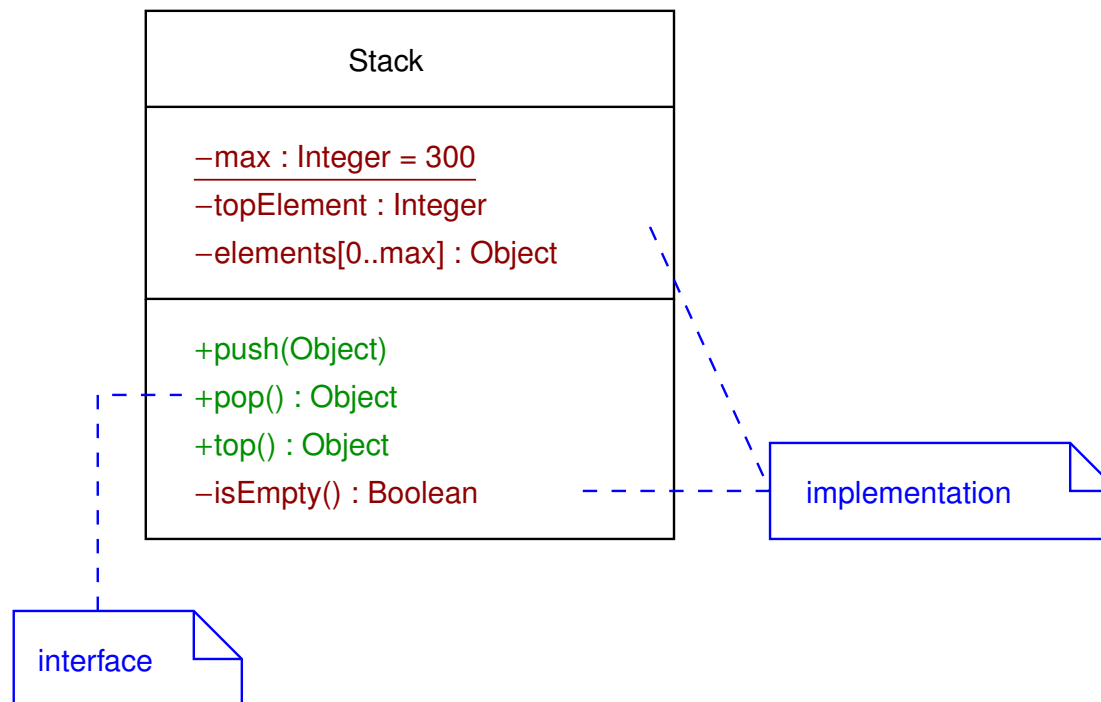 Stack
−max : Integer = 300
−topElement : Integer
−elements[0..max] : Object
+push(Object)
+pop() : Object
+top() : Object
−isEmpty() : Boolean
implementation
interface